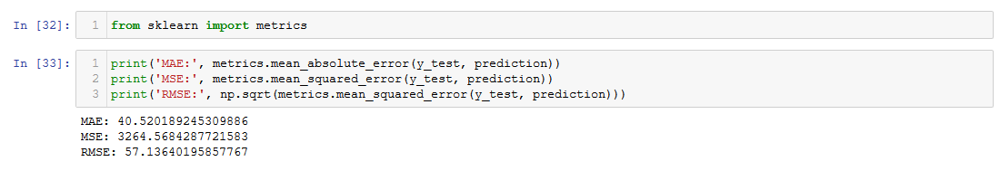 In [32]: 1 from sklearn import metrics
In [33]: 1 print('MAE:', metrics.mean_absolute_error(y_test, prediction))
2 print('MSE:', metrics.mean_squared_error(y_test, prediction))
3 print('RMSE:', np.sqrt(metrics.mean_squared_error(y_test, prediction)))
MAE: 40.520189245309886
MSE: 3264.5684287721583
RMSE: 57.13640195857767